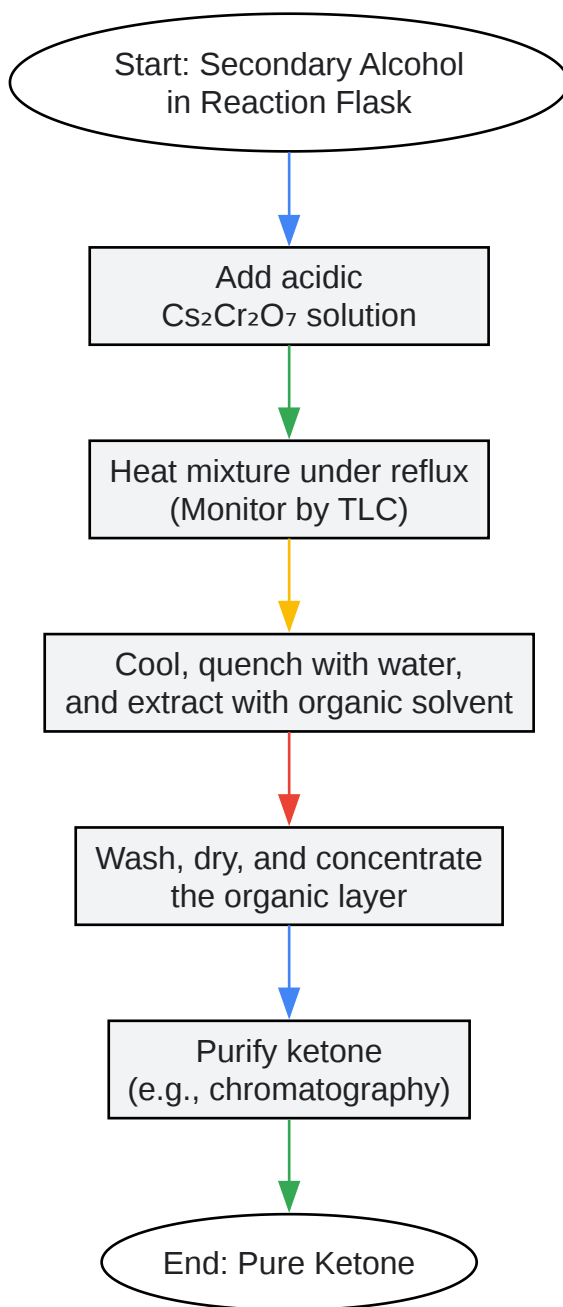 Start: Secondary Alcohol
in Reaction Flask
Add acidic
Cs₂Cr₂O₇ solution
Heat mixture under reflux
(Monitor by TLC)
Cool, quench with water,
and extract with organic solvent
Wash, dry, and concentrate
the organic layer
Purify ketone
(e.g., chromatography)
End: Pure Ketone